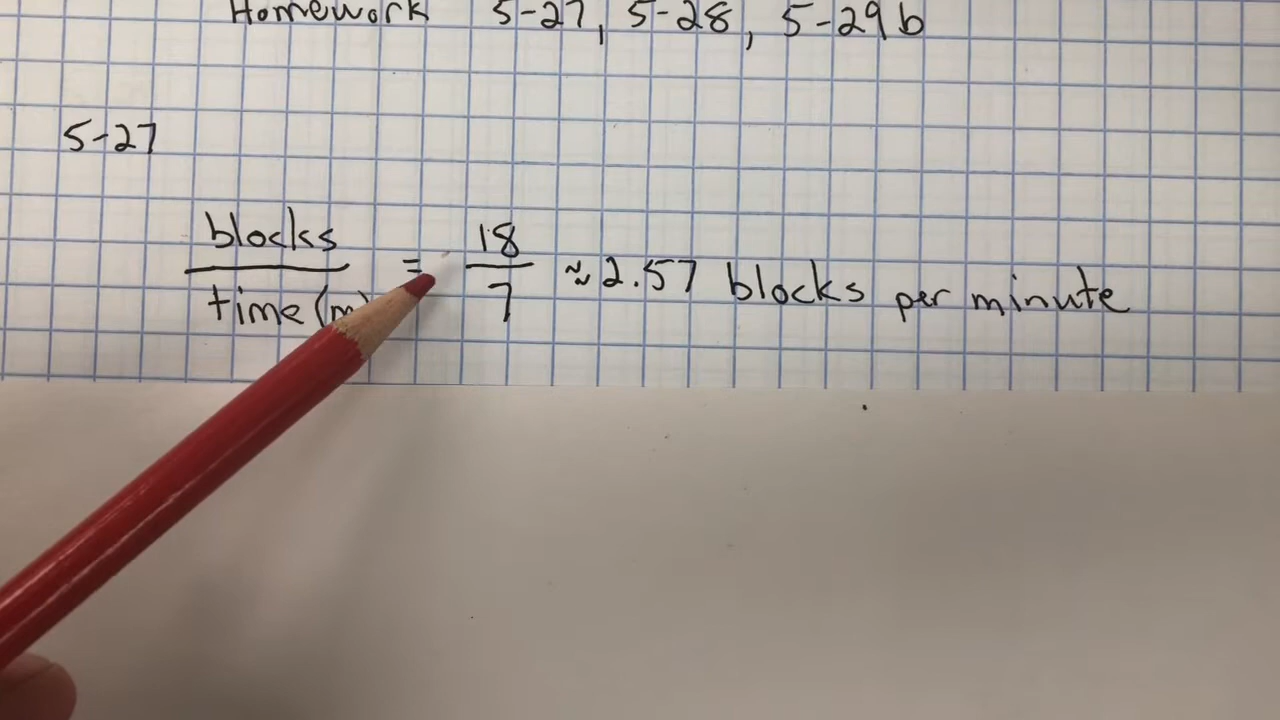 Homework 5-27, 5-28, 5-29b
5-27
blocks = 18 ≈ 2.57 blocks per minute
time (m) 7